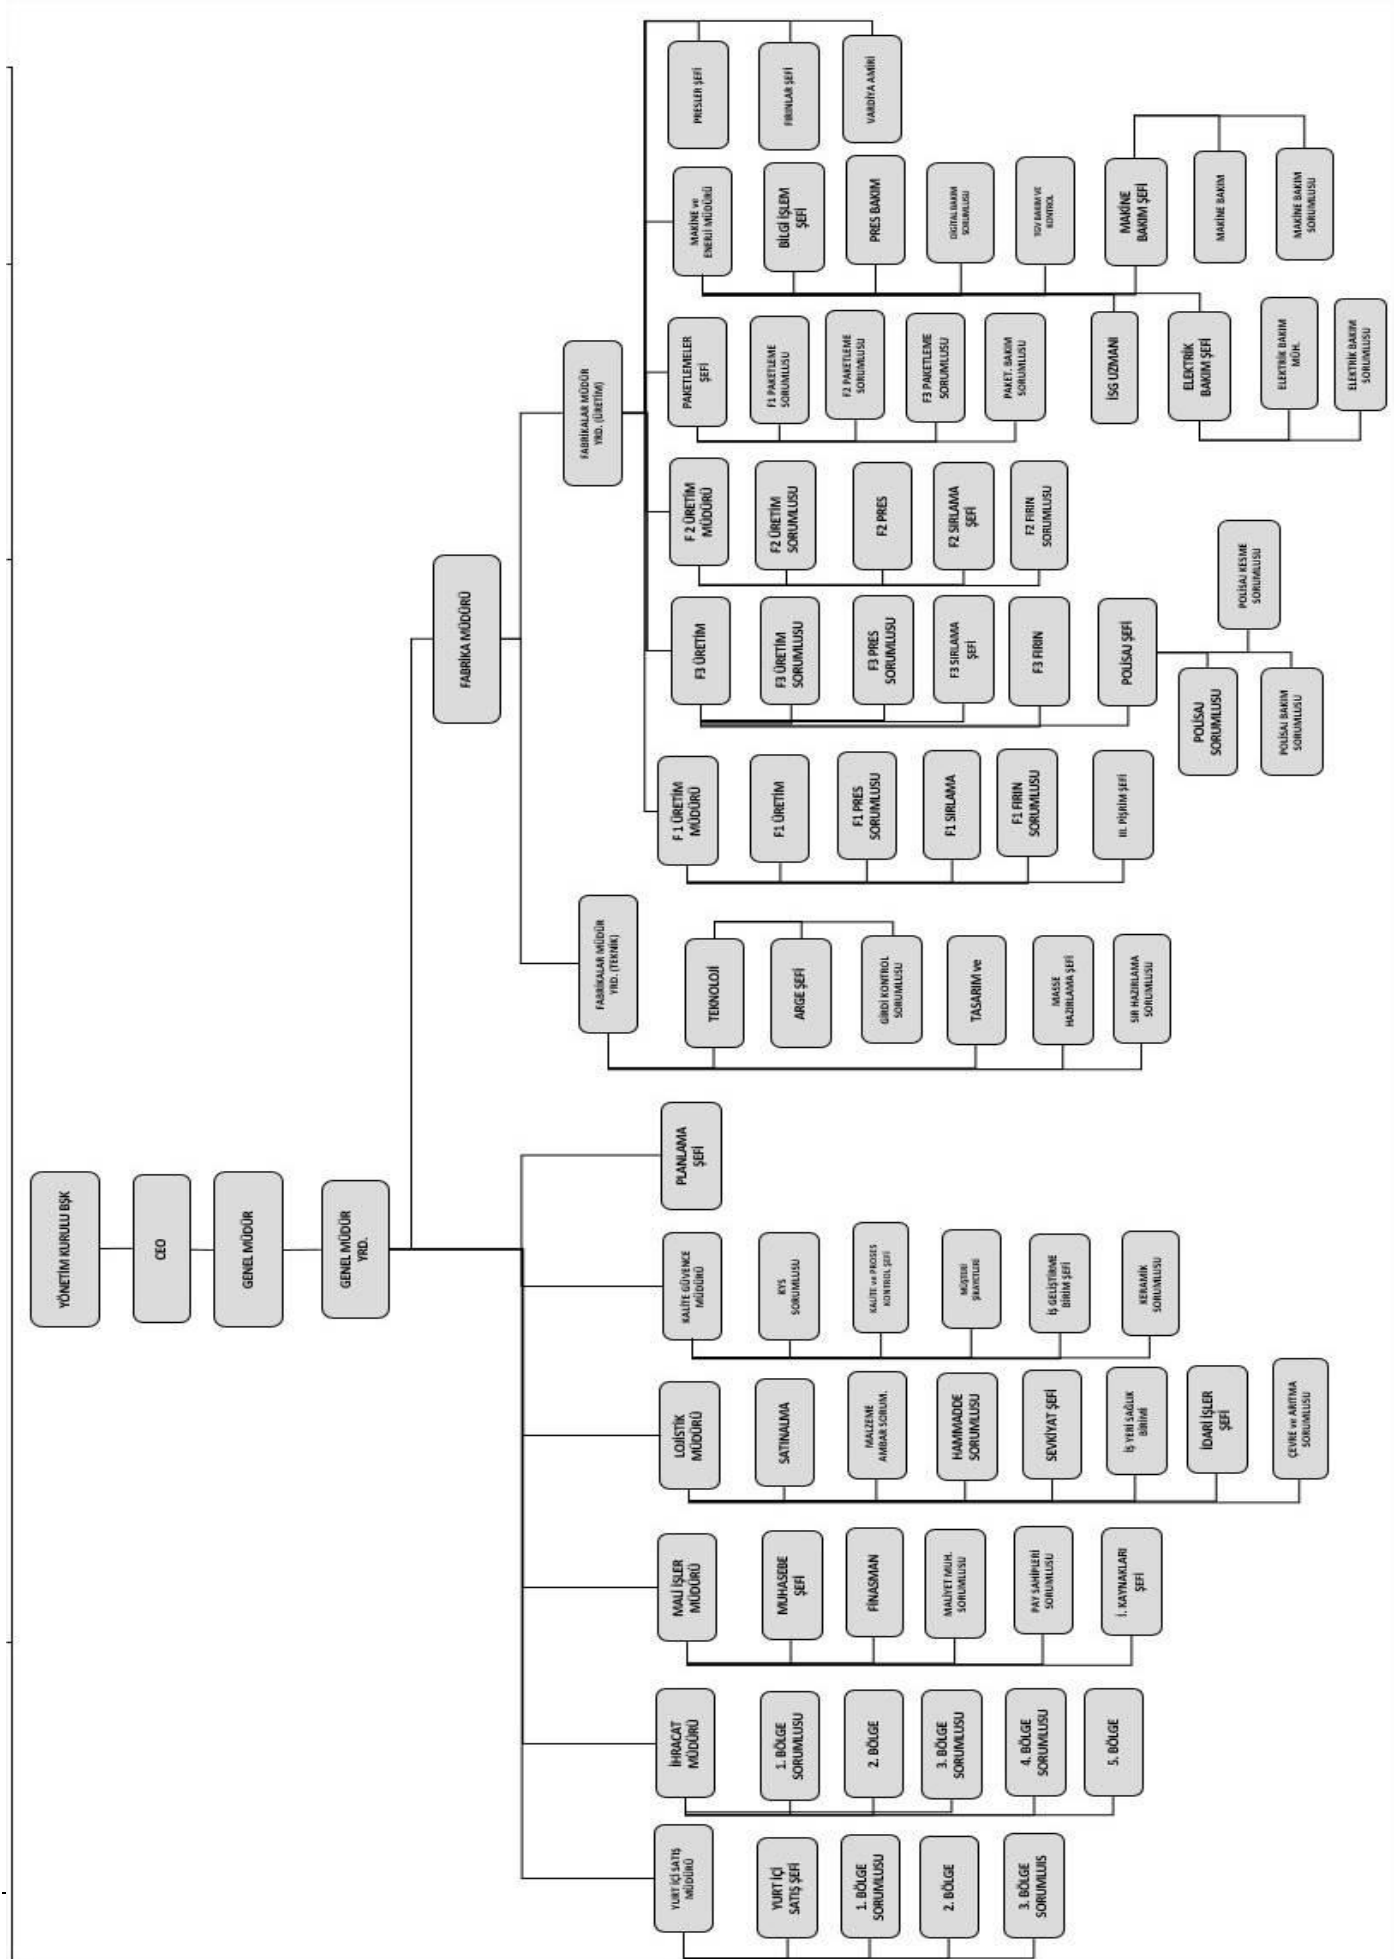 YÖNETİM KURULU BŞK
CEO
GENEL MÜDÜR
GENEL MÜDÜR
YRD.
YURT İÇİ SATIŞ
MÜDÜRÜ
YURT İÇİ
SATIŞ ŞEFİ
1. BÖLGE
SORUMLUSU
2. BÖLGE
3. BÖLGE
SORUMLUIS
İHRACAT
MÜDÜRÜ
1. BÖLGE
SORUMLUSU
2. BÖLGE
3. BÖLGE
SORUMLUSU
4. BÖLGE
SORUMLUSU
5. BÖLGE
MALİ İŞLER
MÜDÜRÜ
MUHASEBE
ŞEFİ
FİNASMAN
MALİYET MUH.
SORUMLUSU
PAY SAHİPLERİ
SORUMLUSU
İ. KAYNAKLARI
ŞEFİ
LOJİSTİK
MÜDÜRÜ
SATINALMA
MALZEME
AMBAR SORUM.
HAMMADDE
SORUMLUSU
SEVKİYAT ŞEFİ
İŞ YERİ SAĞLIK
BİRİMİ
İDARİ İŞLER
ŞEFİ
ÇEVRE ve ARITMA
SORUMLUSU
KALİTE GÜVENCE
MÜDÜRÜ
KYS
SORUMLUSU
KALİTE ve PROSES
KONTROL ŞEFİ
MÜŞTERİ
ŞİKAYETLERİ
İŞ GELİŞTİRME
BİRİM ŞEFİ
KERAMİK
SORUMLUSU
PLANLAMA
ŞEFİ
FABRİKA MÜDÜRÜ
FABRİKALAR MÜDÜR
YRD. (TEKNİK)
TEKNOLOJİ
ARGE ŞEFİ
GİRDİ KONTROL
SORUMLUSU
TASARIM ve
MASSE
HAZIRLAMA ŞEFİ
SIR HAZIRLAMA
SORUMLUSU
FABRİKALAR MÜDÜR
YRD. (ÜRETİM)
F 1 ÜRETİM
MÜDÜRÜ
F1 ÜRETİM
F1 PRES
SORUMLUSU
F1 SIRLAMA
F1 FIRIN
SORUMLUSU
III. PİŞRİM ŞEFİ
F3 ÜRETİM
F3 ÜRETİM
SORUMLUSU
F3 PRES
SORUMLUSU
F3 SIRLAMA
ŞEFİ
F3 FIRIN
POLİSAJ ŞEFİ
POLİSAJ
SORUMLUSU
POLİSAJ KESME
SORUMLUSU
POLİSAJ BAKIM
SORUMLUSU
F 2 ÜRETİM
MÜDÜRÜ
F2 ÜRETİM
SORUMLUSU
F2 PRES
F2 SIRLAMA
ŞEFİ
F2 FIRIN
SORUMLUSU
PAKETLEMELER
ŞEFİ
F1 PAKETLEME
SORUMLUSU
F2 PAKETLEME
SORUMLUSU
F3 PAKETLEME
SORUMLUSU
PAKET. BAKIM
SORUMLUSU
MAKİNE ve
ENERJİ MÜDÜRÜ
BİLGİ İŞLEM
ŞEFİ
PRES BAKIM
DİGİTAL BAKIM
SORUMLUSU
TGV BAKIM VE
KONTROL
İSG UZMANI
MAKİNE
BAKIM ŞEFİ
MAKİNE BAKIM
MAKİNE BAKIM
SORUMLUSU
ELEKTRİK
BAKIM ŞEFİ
ELEKTRİK BAKIM
MÜH.
ELEKTRİK BAKIM
SORUMLUSU
PRESLER ŞEFİ
FIRINLAR ŞEFİ
VARDİYA AMİRİ